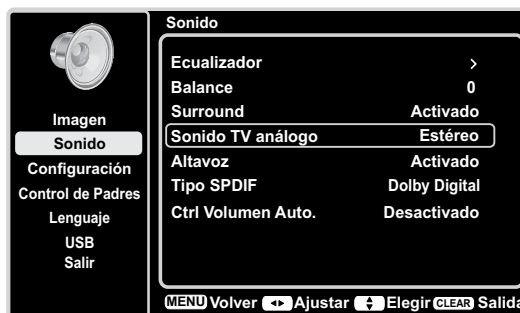 Sonido
Ecualizador >
Balance 0
Surround Activado
Sonido TV análogo Estéreo
Altavoz Activado
Tipo SPDIF Dolby Digital
Ctrl Volumen Auto. Desactivado
Imagen
Sonido
Configuración
Control de Padres
Lenguaje
USB
Salir
MENU Volver Ajustar Elegir CLEAR Salida